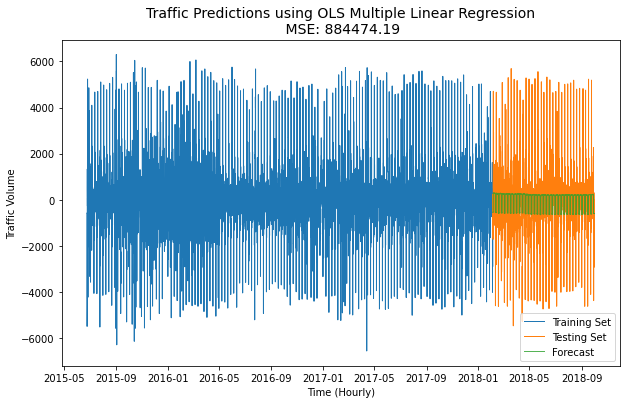 Traffic Predictions using OLS Multiple Linear Regression
MSE: 884474.19
6000
4000
2000
0
−2000
−4000
−6000
Traffic Volume
Training Set
Testing Set
Forecast
2015-05 2015-09 2016-01 2016-05 2016-09 2017-01 2017-05 2017-09 2018-01 2018-05 2018-09
Time (Hourly)